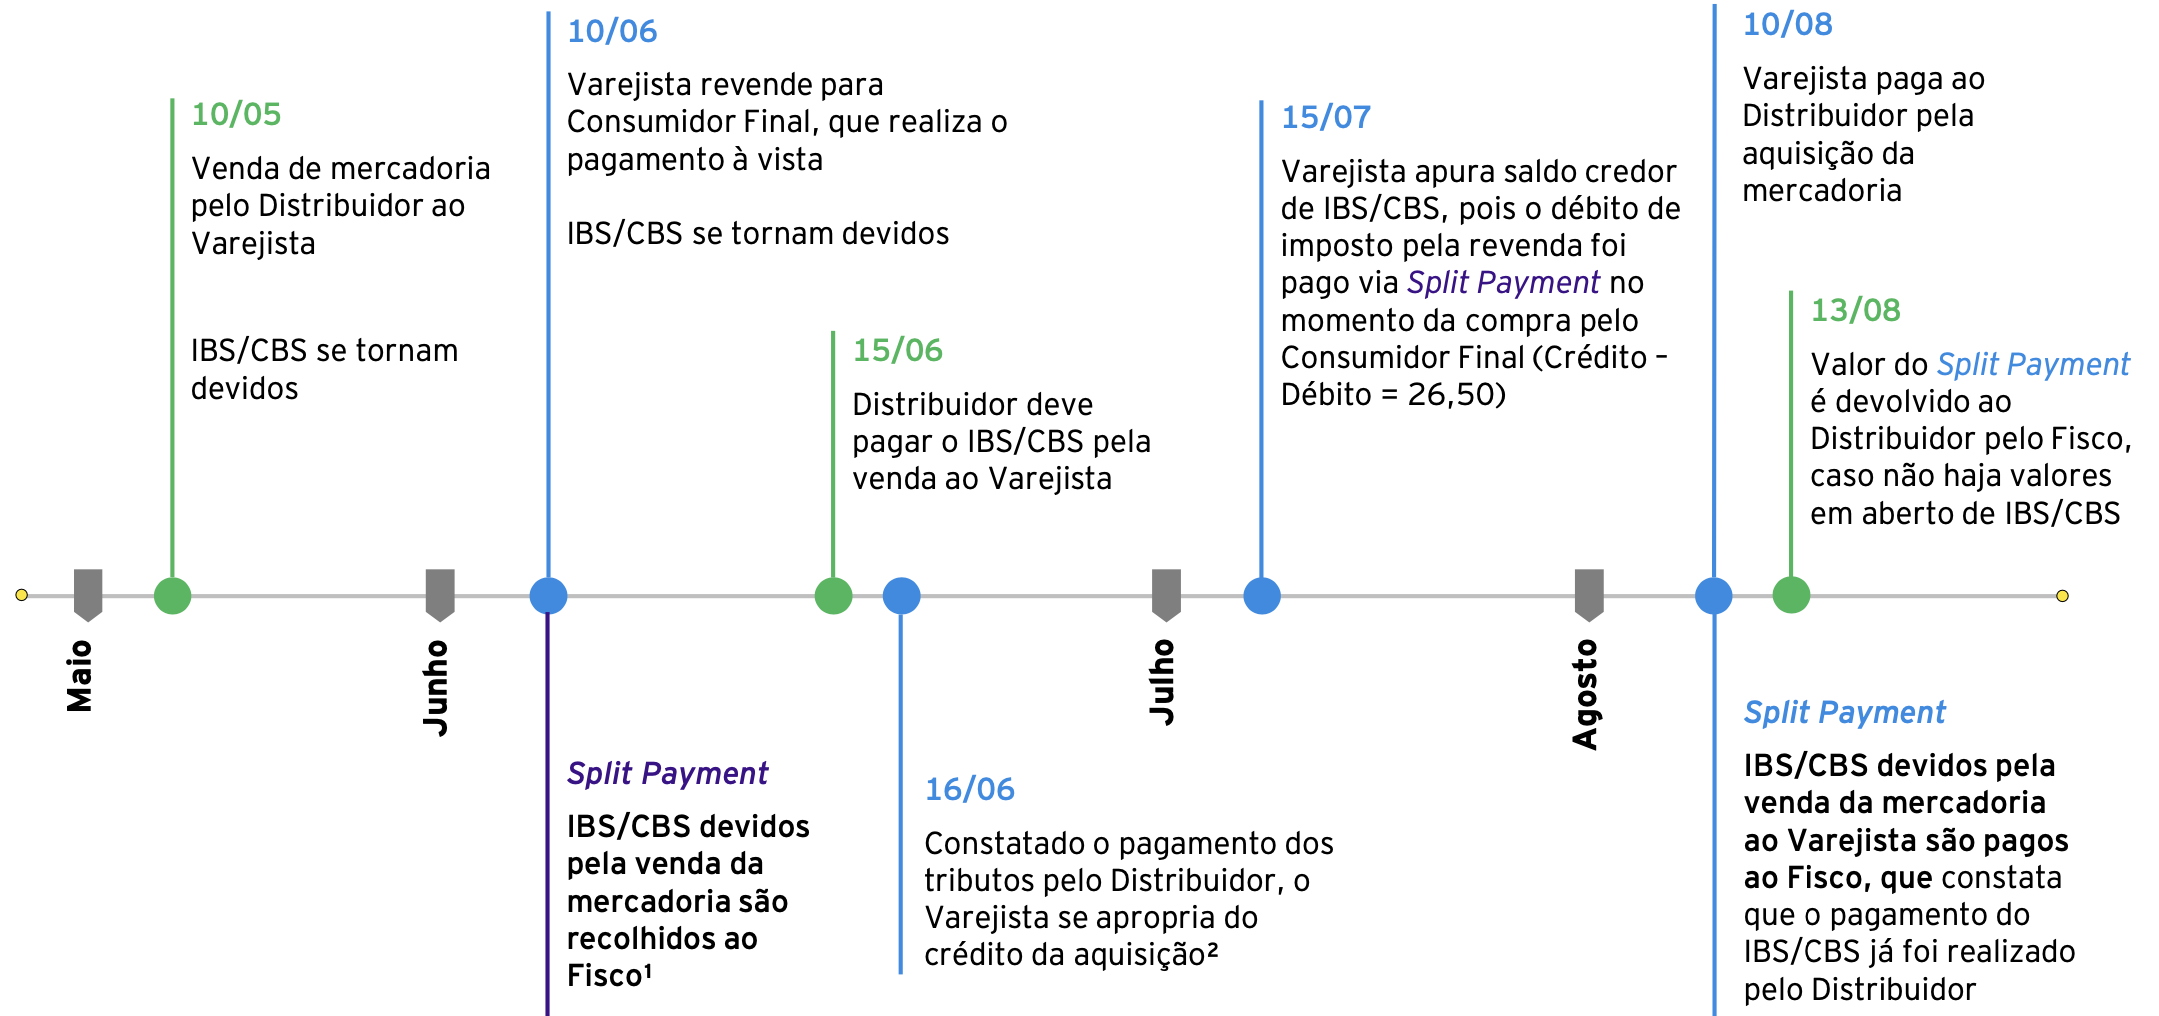 10/05
Venda de mercadoria
pelo Distribuidor ao
Varejista
IBS/CBS se tornam
devidos
10/06
Varejista revende para
Consumidor Final, que realiza o
pagamento à vista
IBS/CBS se tornam devidos
15/06
Distribuidor deve
pagar o IBS/CBS pela
venda ao Varejista
15/07
Varejista apura saldo credor
de IBS/CBS, pois o débito de
imposto pela revenda foi
pago via Split Payment no
momento da compra pelo
Consumidor Final (Crédito –
Débito = 26,50)
10/08
Varejista paga ao
Distribuidor pela
aquisição da
mercadoria
13/08
Valor do Split Payment
é devolvido ao
Distribuidor pelo Fisco,
caso não haja valores
em aberto de IBS/CBS
Maio
Junho
Julho
Agosto
Split Payment
IBS/CBS devidos
pela venda da
mercadoria são
recolhidos ao
Fisco¹
16/06
Constatado o pagamento dos
tributos pelo Distribuidor, o
Varejista se apropria do
crédito da aquisição²
Split Payment
IBS/CBS devidos pela
venda da mercadoria
ao Varejista são pagos
ao Fisco, que constata
que o pagamento do
IBS/CBS já foi realizado
pelo Distribuidor